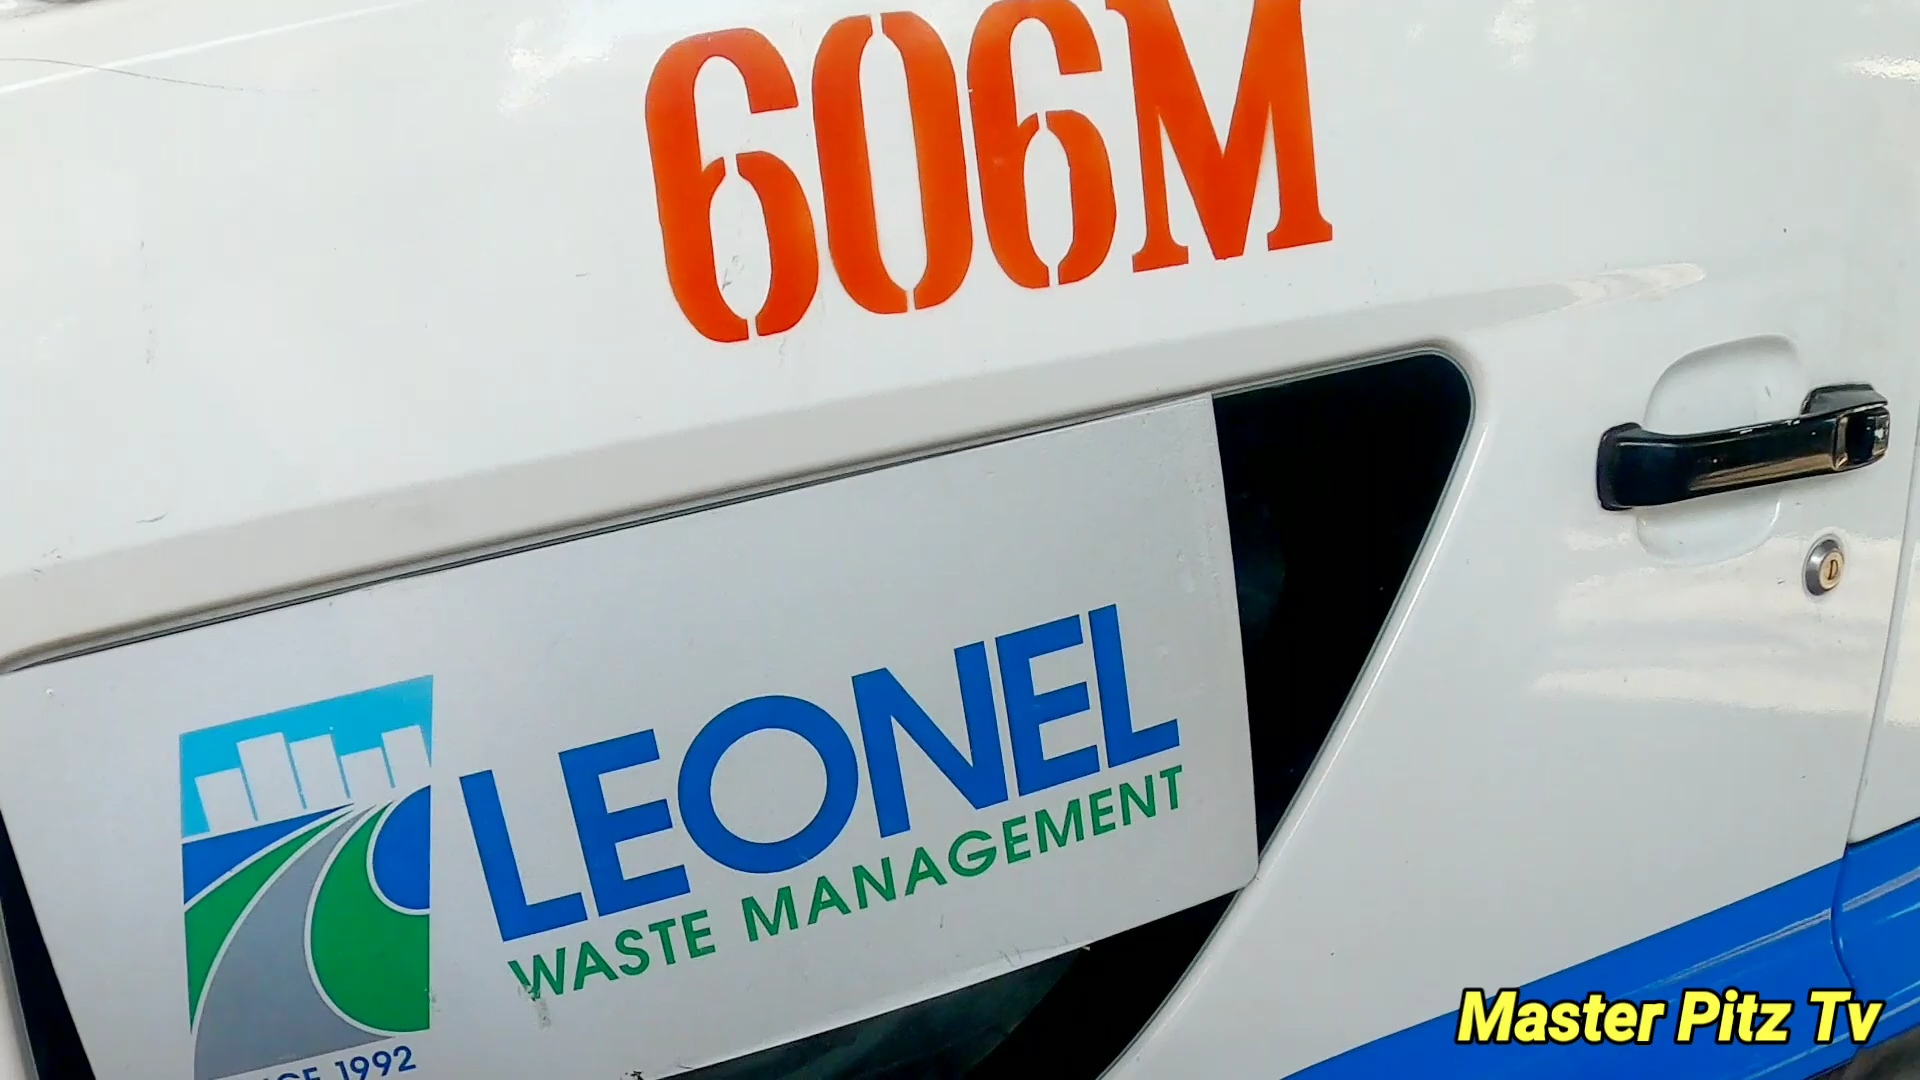 606M
LEONEL
WASTE MANAGEMENT
1992
D
Master Pitz Tv